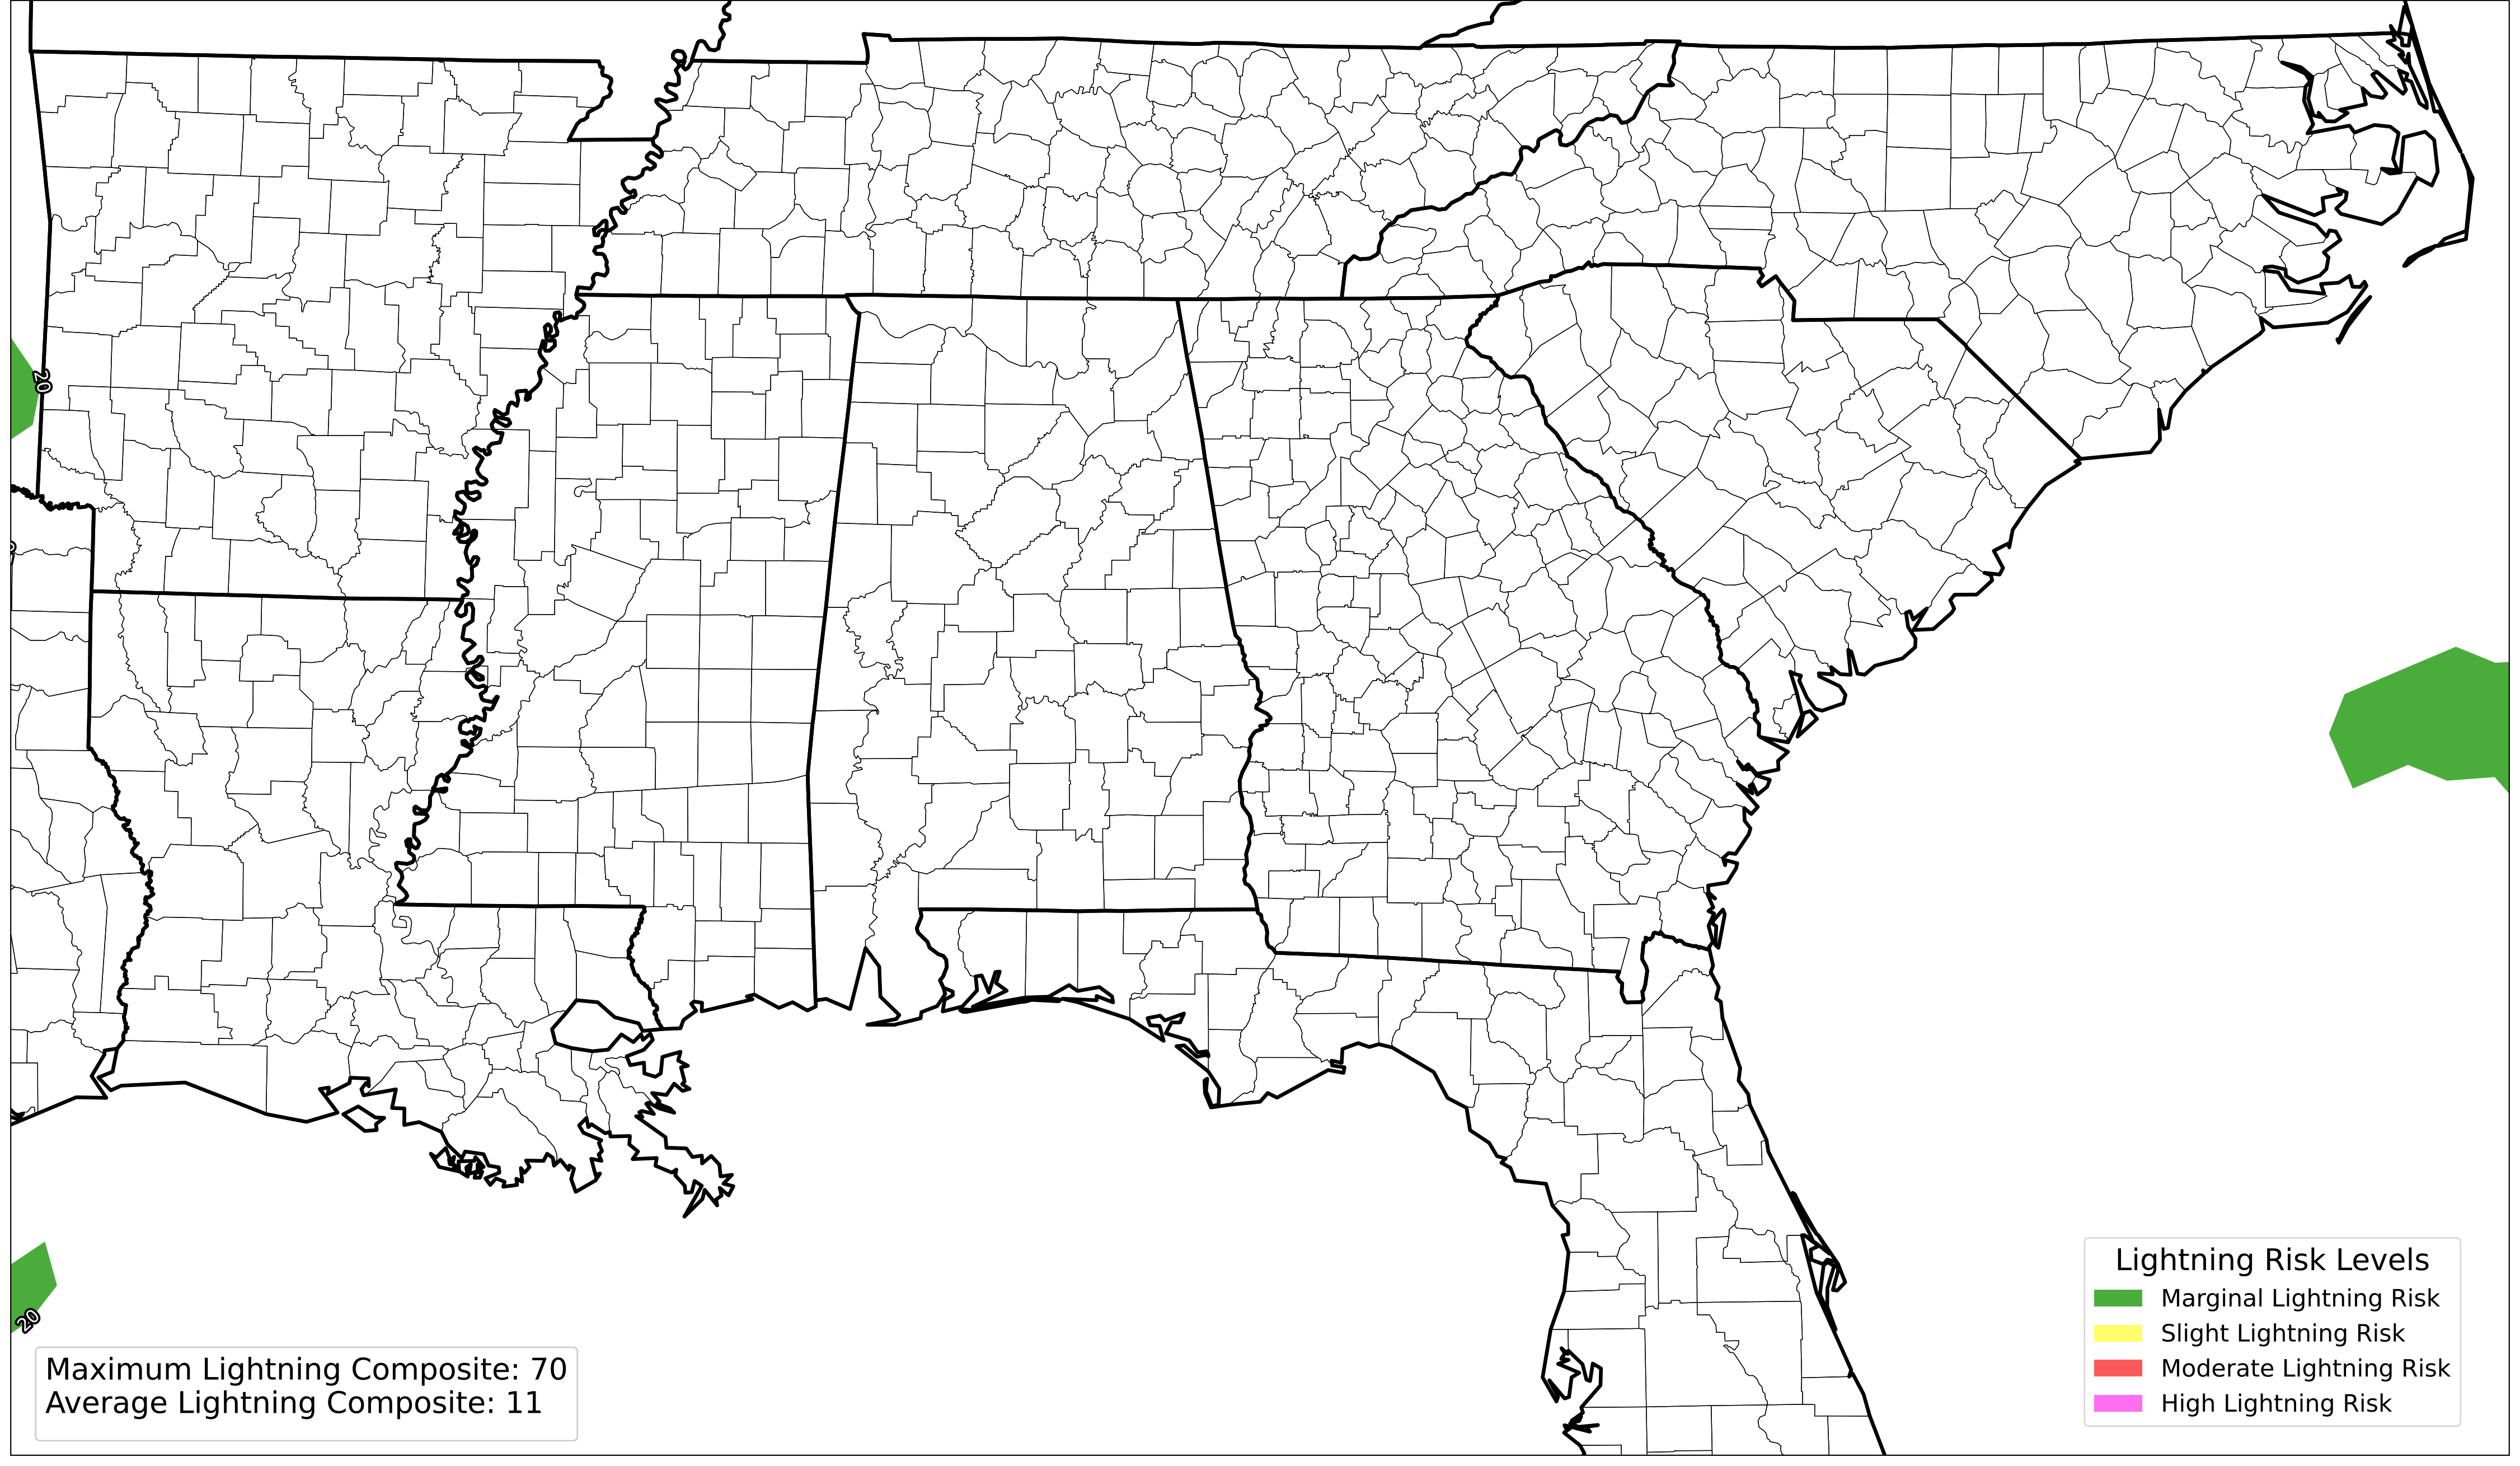 20
20
Maximum Lightning Composite: 70
Average Lightning Composite: 11
Lightning Risk Levels
Marginal Lightning Risk
Slight Lightning Risk
Moderate Lightning Risk
High Lightning Risk